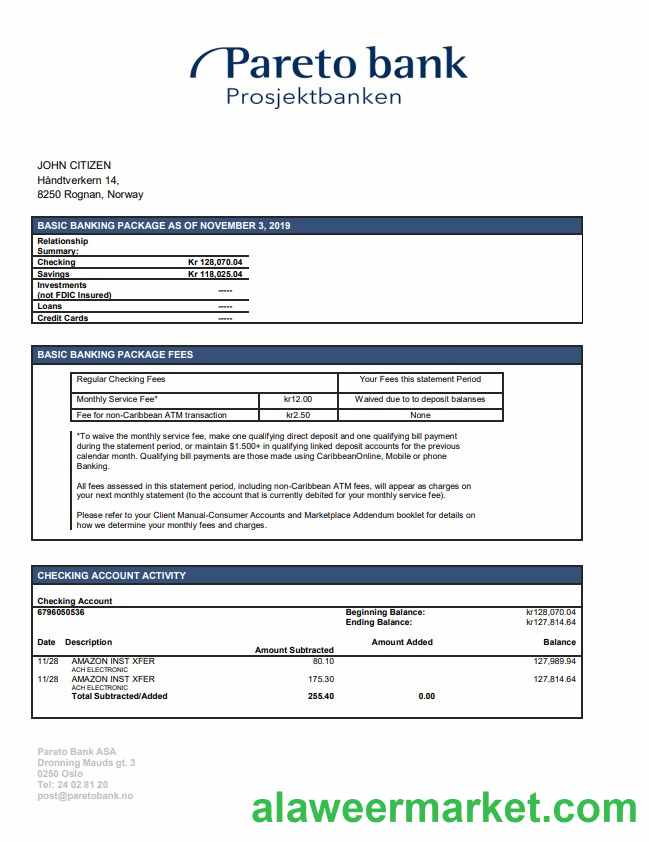 Pareto bank
Prosjektbanken
JOHN CITIZEN
Håndtverkern 14,
8250 Rognan, Norway
BASIC BANKING PACKAGE AS OF NOVEMBER 3, 2019
Relationship
Summary:
Checking Kr 128,070.04
Savings Kr 118,025.04
Investments
(not FDIC Insured) -----
Loans -----
Credit Cards -----
BASIC BANKING PACKAGE FEES
Regular Checking Fees Your Fees this statement Period
Monthly Service Fee* kr12.00 Waived due to to deposit balanses
Fee for non-Caribbean ATM transaction kr2.50 None
*To waive the monthly service fee, make one qualifying direct deposit and one qualifying bill payment
during the statement period, or maintain $1.500+ in qualifying linked deposit accounts for the previous
calendar month. Qualifying bill payments are those made using CaribbeanOnline, Mobile or phone
Banking.
All fees assessed in this statement period, including non-Caribbean ATM fees, will appear as charges on
your next monthly statement (to the account that is currently debited for your monthly service fee).
Please refer to your Client Manual-Consumer Accounts and Marketplace Addendum booklet for details on
how we determine your monthly fees and charges.
CHECKING ACCOUNT ACTIVITY
Checking Account
6796050536 Beginning Balance: kr128,070.04
Ending Balance: kr127,814.64
Date Description Amount Subtracted Amount Added Balance
11/28 AMAZON INST XFER 80.10 127,989.94
ACH ELECTRONIC
11/28 AMAZON INST XFER 175.30 127,814.64
ACH ELECTRONIC
Total Subtracted/Added 255.40 0.00
Pareto Bank ASA
Dronning Mauds gt. 3
0250 Oslo
Tel: 24 02 81 20
post@paretobank.no
alaweermarket.com